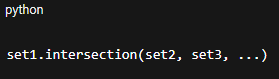 python
set1.intersection(set2, set3, ...)